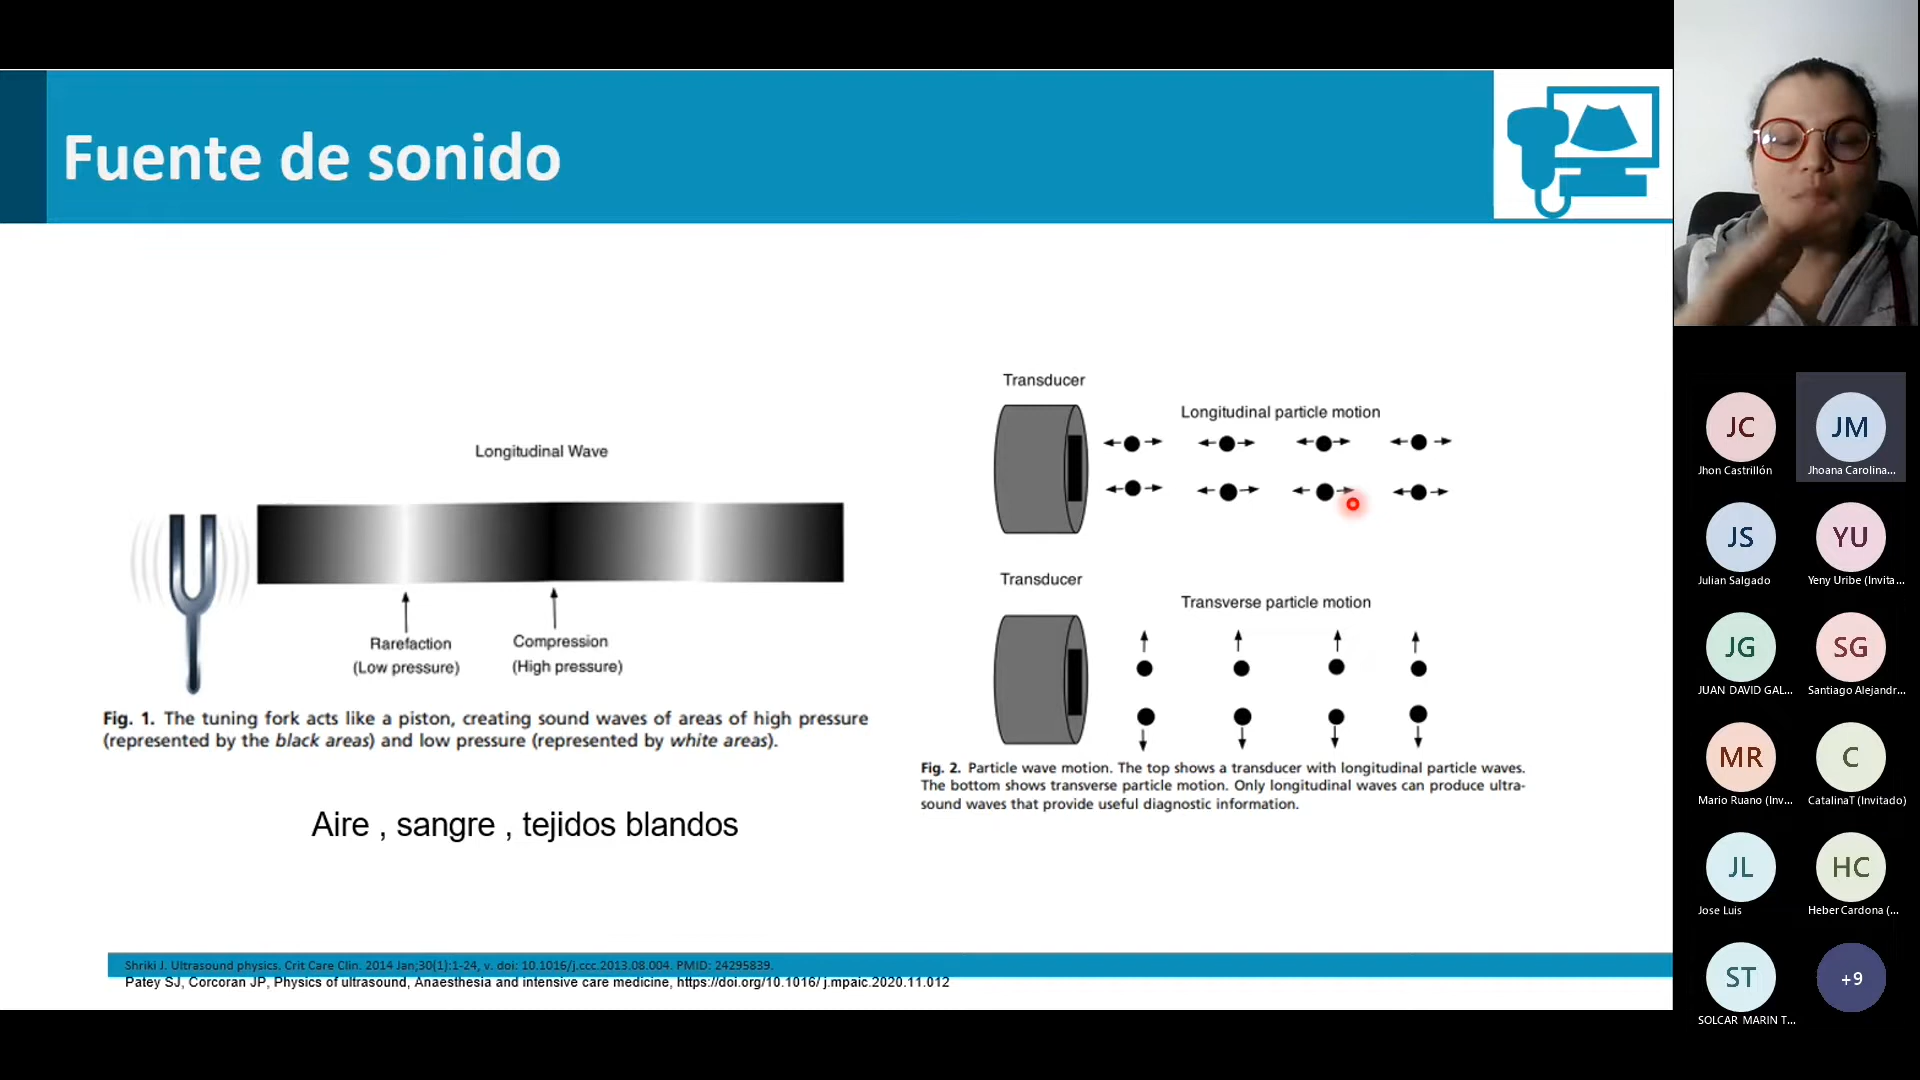 Fuente de sonido
Longitudinal Wave
Rarefaction
(Low pressure)
Compression
(High pressure)
Fig. 1. The tuning fork acts like a piston, creating sound waves of areas of high pressure
(represented by the black areas) and low pressure (represented by white areas).
Aire , sangre , tejidos blandos
Transducer
Longitudinal particle motion
Transducer
Transverse particle motion
Fig. 2. Particle wave motion. The top shows a transducer with longitudinal particle waves.
The bottom shows transverse particle motion. Only longitudinal waves can produce ultra-
sound waves that provide useful diagnostic information.
Shriki J. Ultrasound physics. Crit Care Clin. 2014 Jan;30(1):1-24, v. doi: 10.1016/j.ccc.2013.08.004. PMID: 24295839.
Patey SJ, Corcoran JP, Physics of ultrasound, Anaesthesia and intensive care medicine, https://doi.org/10.1016/ j.mpaic.2020.11.012
JC
Jhon Castrillón
JM
Jhoana Carolina...
JS
Julian Salgado
YU
Yeny Uribe (Invita...
JG
JUAN DAVID GAL...
SG
Santiago Alejandr...
MR
Mario Ruano (Inv...
C
CatalinaT (Invitado)
JL
Jose Luis
HC
Heber Cardona (...
ST
SOLCAR MARIN T...
+9